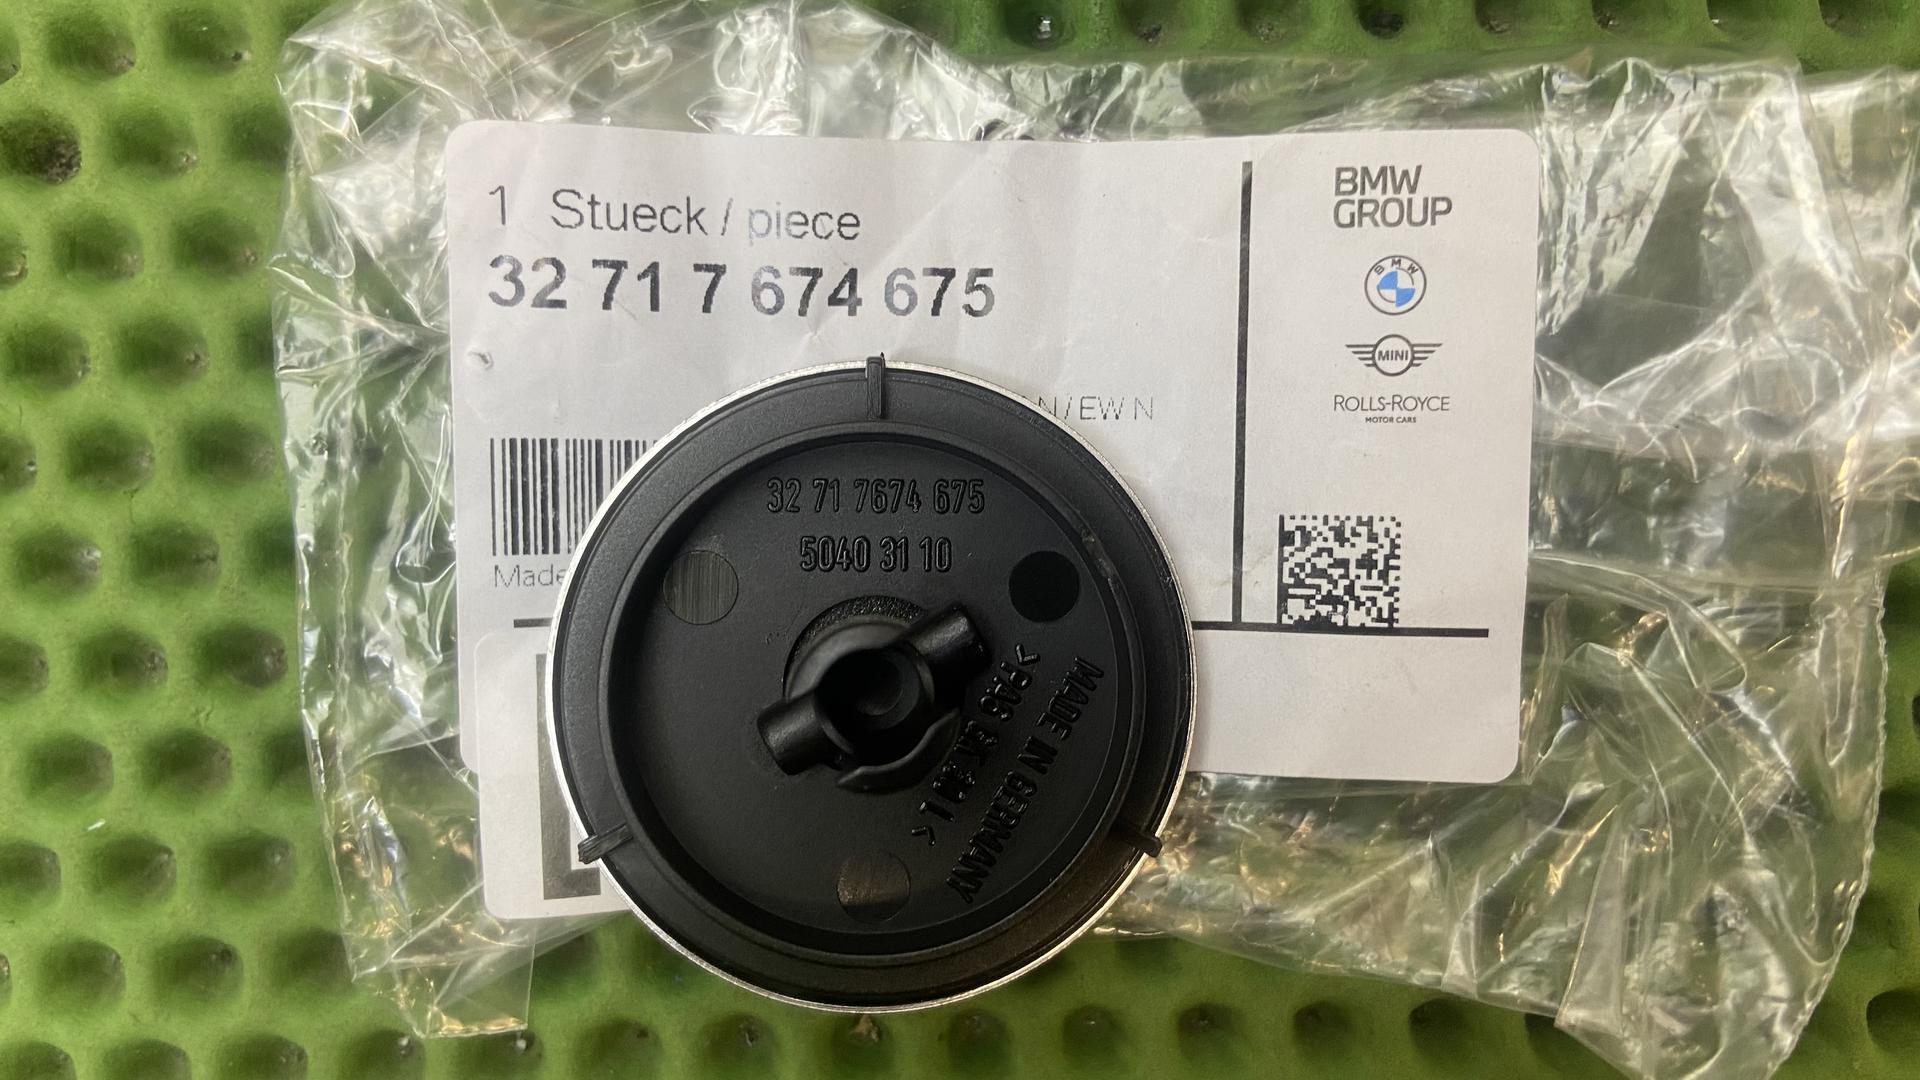 1 Stueck / piece
32 71 7 674 675
N/EW N
Made
BMW
GROUP
BMW
MINI
ROLLS-ROYCE
MOTOR CARS
32 71 7674 675
5040 31 10
MADE IN GERMANY